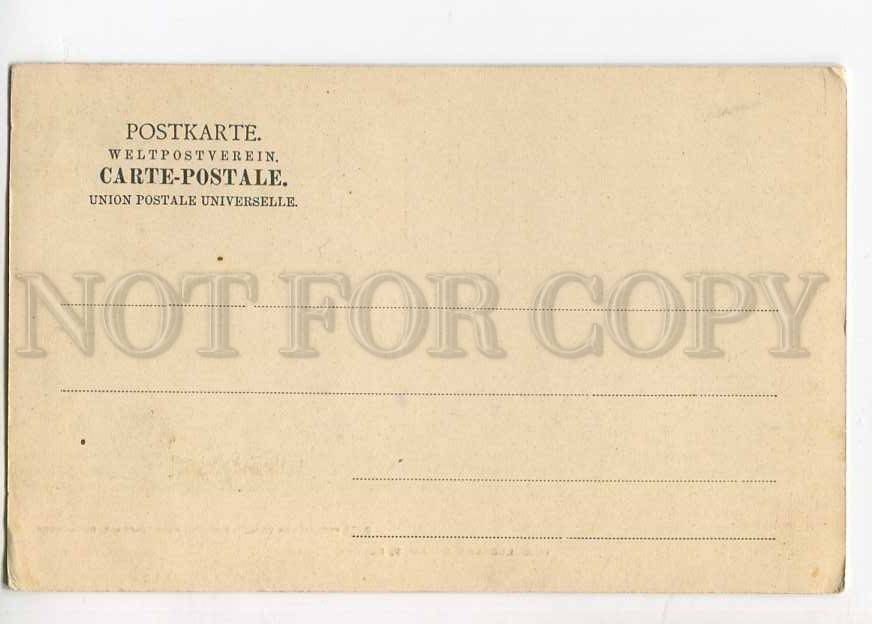 POSTKARTE.
WELTPOSTVEREIN.
CARTE-POSTALE.
UNION POSTALE UNIVERSELLE.
NOT FOR COPY